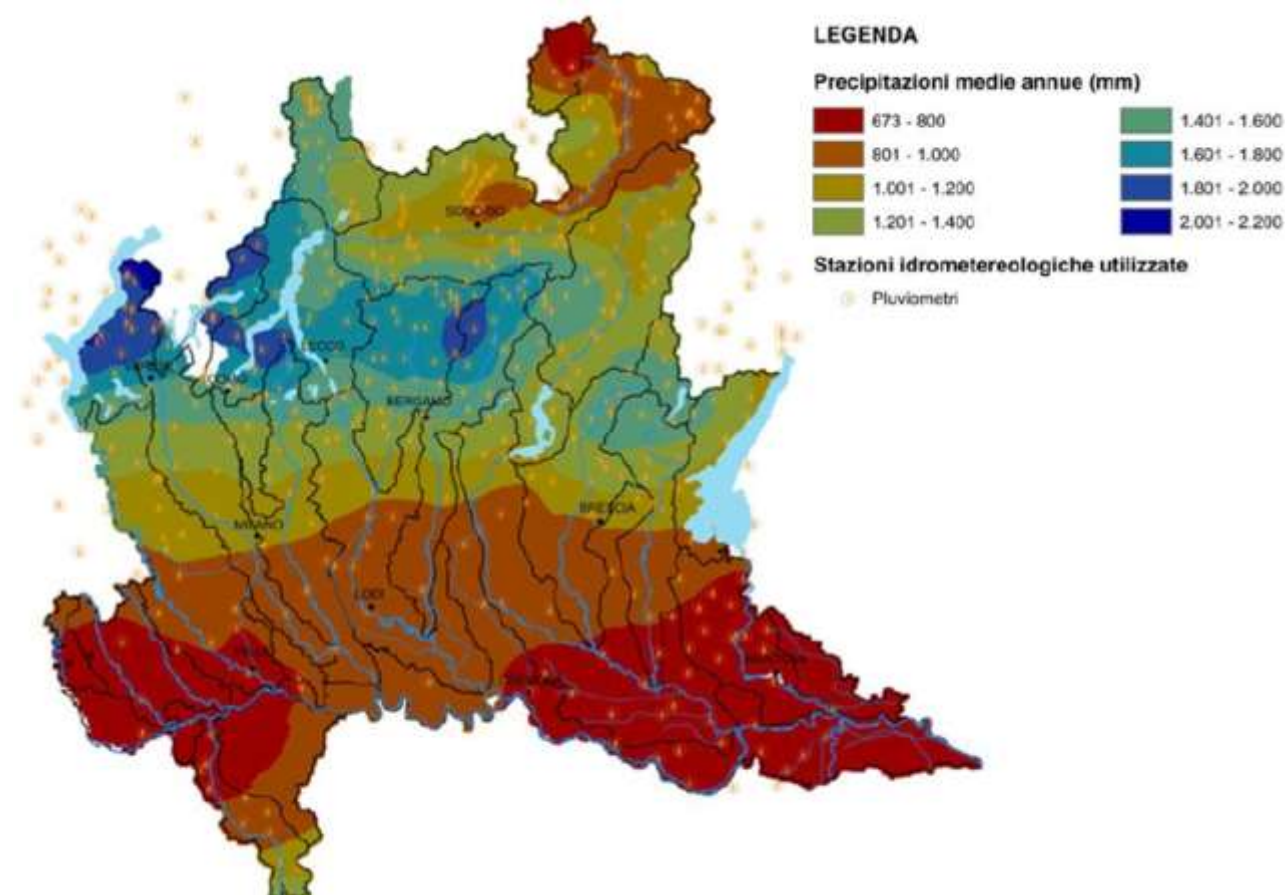 LEGENDA
Precipitazioni medie annue (mm)
673 - 800
801 - 1.000
1.001 - 1.200
1.201 - 1.400
1.401 - 1.600
1.601 - 1.800
1.801 - 2.000
2.001 - 2.200
Stazioni idrometereologiche utilizzate
Pluviometri
SONDRIO
LECCO
COMO
BERGAMO
BRESCIA
MILANO
LODI